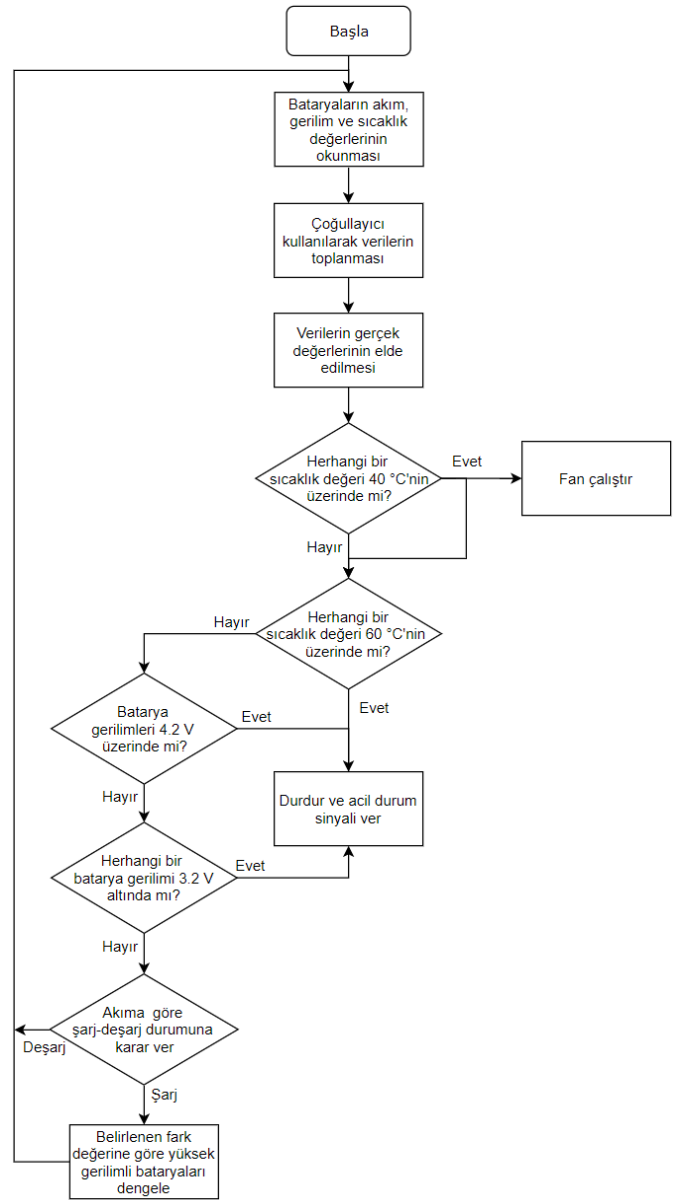 Başla
Bataryaların akım,
gerilim ve sıcaklık
değerlerinin
okunması
Çoğullayıcı
kullanılarak verilerin
toplanması
Verilerin gerçek
değerlerinin elde
edilmesi
Herhangi bir
sıcaklık değeri 40 °C'nin
üzerinde mi?
Evet
Fan çalıştır
Hayır
Herhangi bir
sıcaklık değeri 60 °C'nin
üzerinde mi?
Hayır
Evet
Batarya
gerilimleri 4.2 V
üzerinde mi?
Evet
Hayır
Durdur ve acil durum
sinyali ver
Herhangi bir
batarya gerilimi 3.2 V
altında mı?
Evet
Hayır
Akıma göre
şarj-deşarj durumuna
karar ver
Deşarj
Şarj
Belirlenen fark
değerine göre yüksek
gerilimli bataryaları
dengele